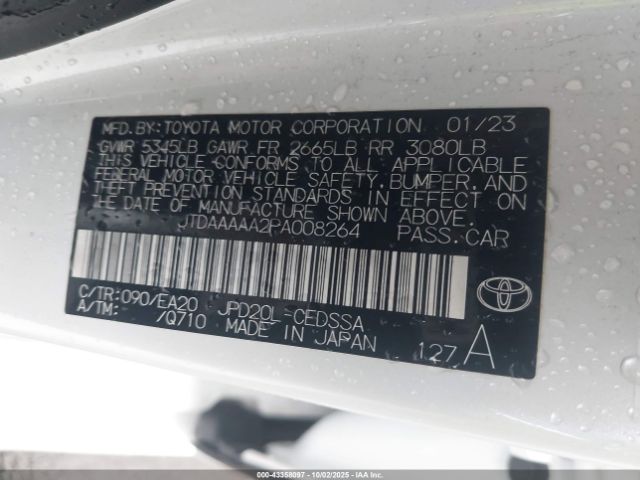 MFD.BY:TOYOTA MOTOR CORPORATION 01/23
GVWR 5345LB GAWR FR 2665LB RR 3080LB
THIS VEHICLE CONFORMS TO ALL APPLICABLE
FEDERAL MOTOR VEHICLE SAFETY, BUMPER, AND
THEFT PREVENTION STANDARDS IN EFFECT ON
THE DATE OF MANUFACTURE SHOWN ABOVE.
JTDAAAAA2PA008264 PASS.CAR
C/TR:090/EA20 JPD20L-CEDSSA
A/TM: /Q710 MADE IN JAPAN 127 A
000-43358097 - 10/02/2025 - IAAI.CA